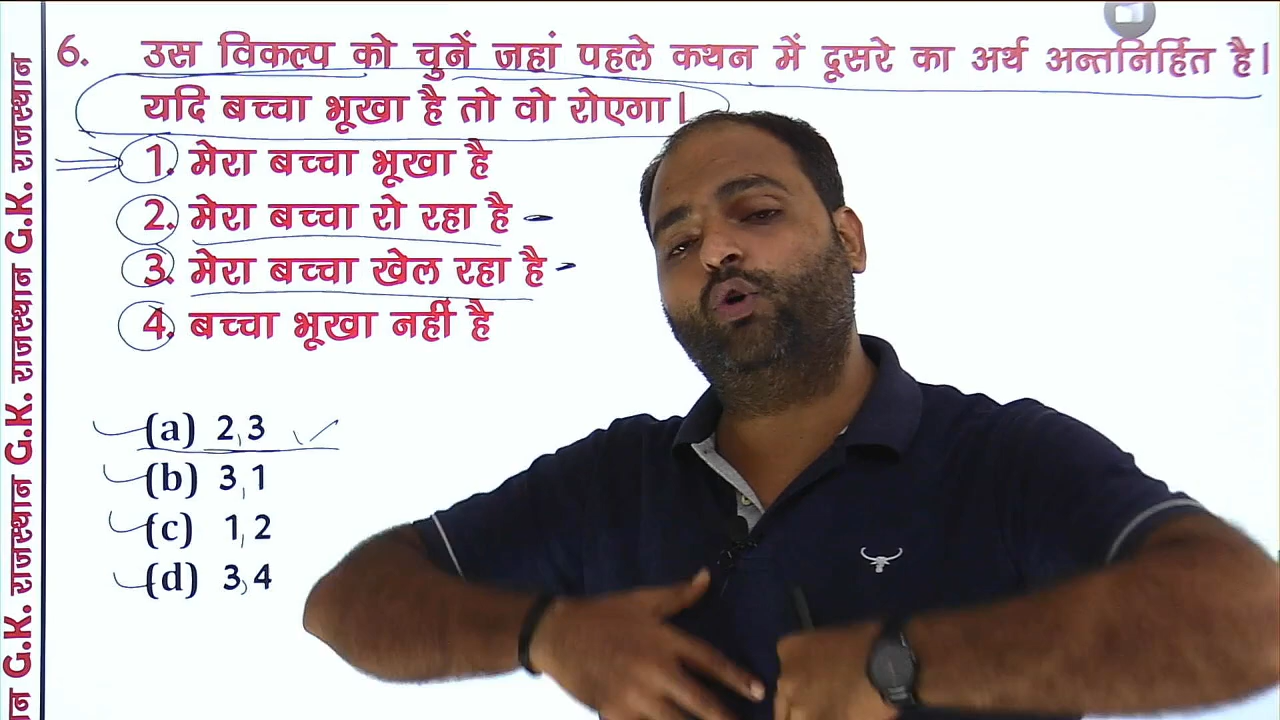 6. उस विकल्प को चुनें जहां पहले कथन में दूसरे का अर्थ अन्तनिर्हित है।
यदि बच्चा भूखा है तो वो रोएगा।
1. मेरा बच्चा भूखा है
2. मेरा बच्चा रो रहा है
3. मेरा बच्चा खेल रहा है
4. बच्चा भूखा नहीं है
(a) 2,3
(b) 3,1
(c) 1,2
(d) 3,4
G.K. राजस्थान G.K. राजस्थान G.K. राजस्थान